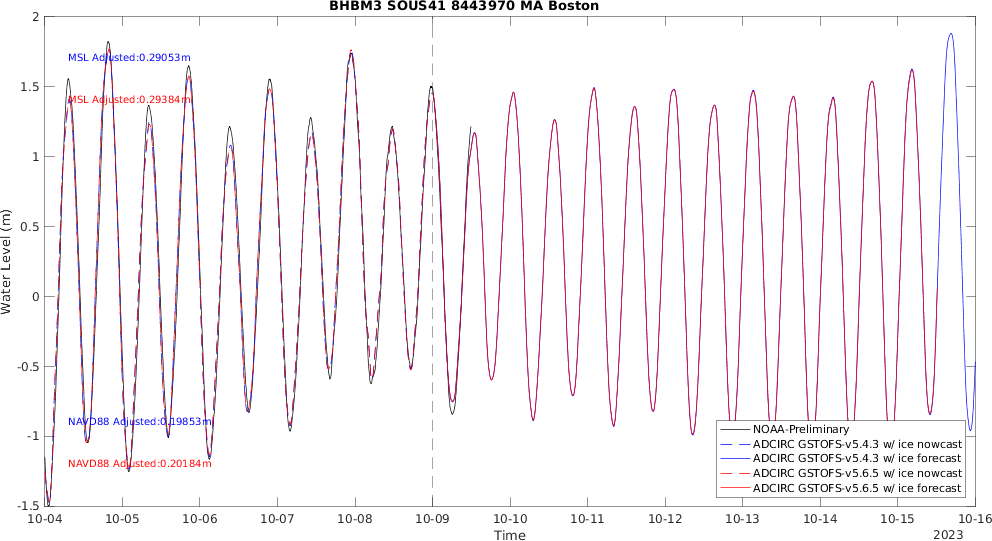 BHBM3 SOUS41 8443970 MA Boston
2
1.5
1
0.5
0
-0.5
-1
-1.5
Water Level (m)
MSL Adjusted:0.29053m
MSL Adjusted:0.29384m
NAVD88 Adjusted:0.19853m
NAVD88 Adjusted:0.20184m
NOAA-Preliminary
ADCIRC GSTOFS-v5.4.3 w/ ice nowcast
ADCIRC GSTOFS-v5.4.3 w/ ice forecast
ADCIRC GSTOFS-v5.6.5 w/ ice nowcast
ADCIRC GSTOFS-v5.6.5 w/ ice forecast
10-04 10-05 10-06 10-07 10-08 10-09 10-10 10-11 10-12 10-13 10-14 10-15 10-16
Time
2023